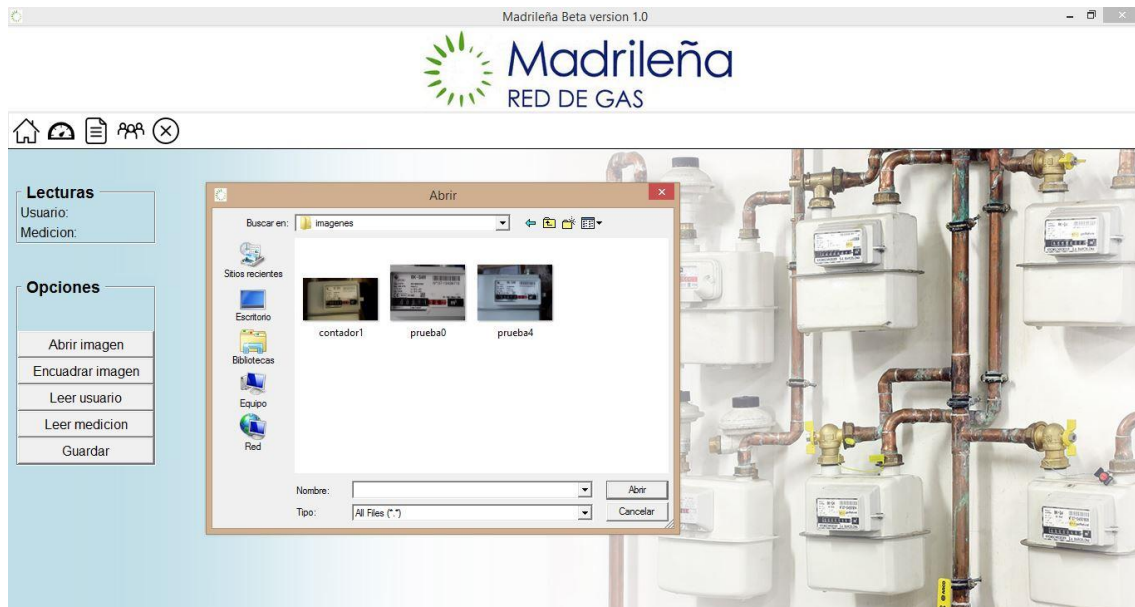 Madrileña Beta version 1.0
Madrileña
RED DE GAS
Lecturas
Usuario:
Medicion:
Opciones
Abrir imagen
Encuadrar imagen
Leer usuario
Leer medicion
Guardar
Abrir
Buscar en: imagenes
Sitios recientes
Escritorio
Bibliotecas
Equipo
Red
contador1 prueba0 prueba4
Nombre: Abrir
Tipo: All Files (*.*) Cancelar